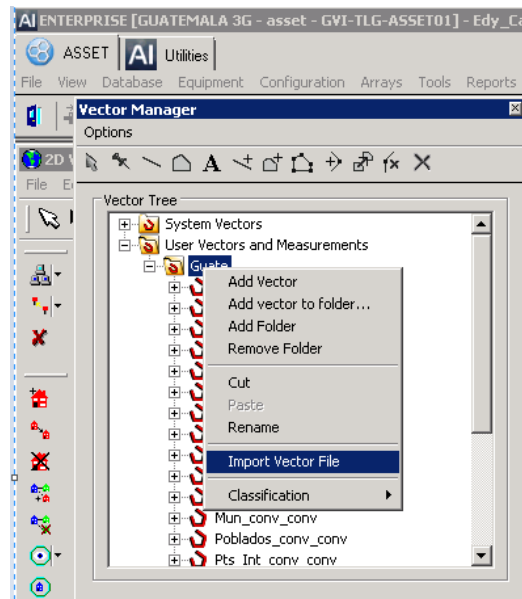 AI ENTERPRISE [GUATEMALA 3G - asset - GVI-TLG-ASSET01] - Edy_Ca
ASSET AI Utilities
File View Database Equipment Configuration Arrays Tools Reports
Vector Manager
Options
2D V
File E
A
Vector Tree
System Vectors
User Vectors and Measurements
Guate
Add Vector
Add vector to folder...
Add Folder
Remove Folder
Cut
Paste
Rename
Import Vector File
Classification
Mun_conv_conv
Poblados_conv_conv
Pts_Int_conv_conv